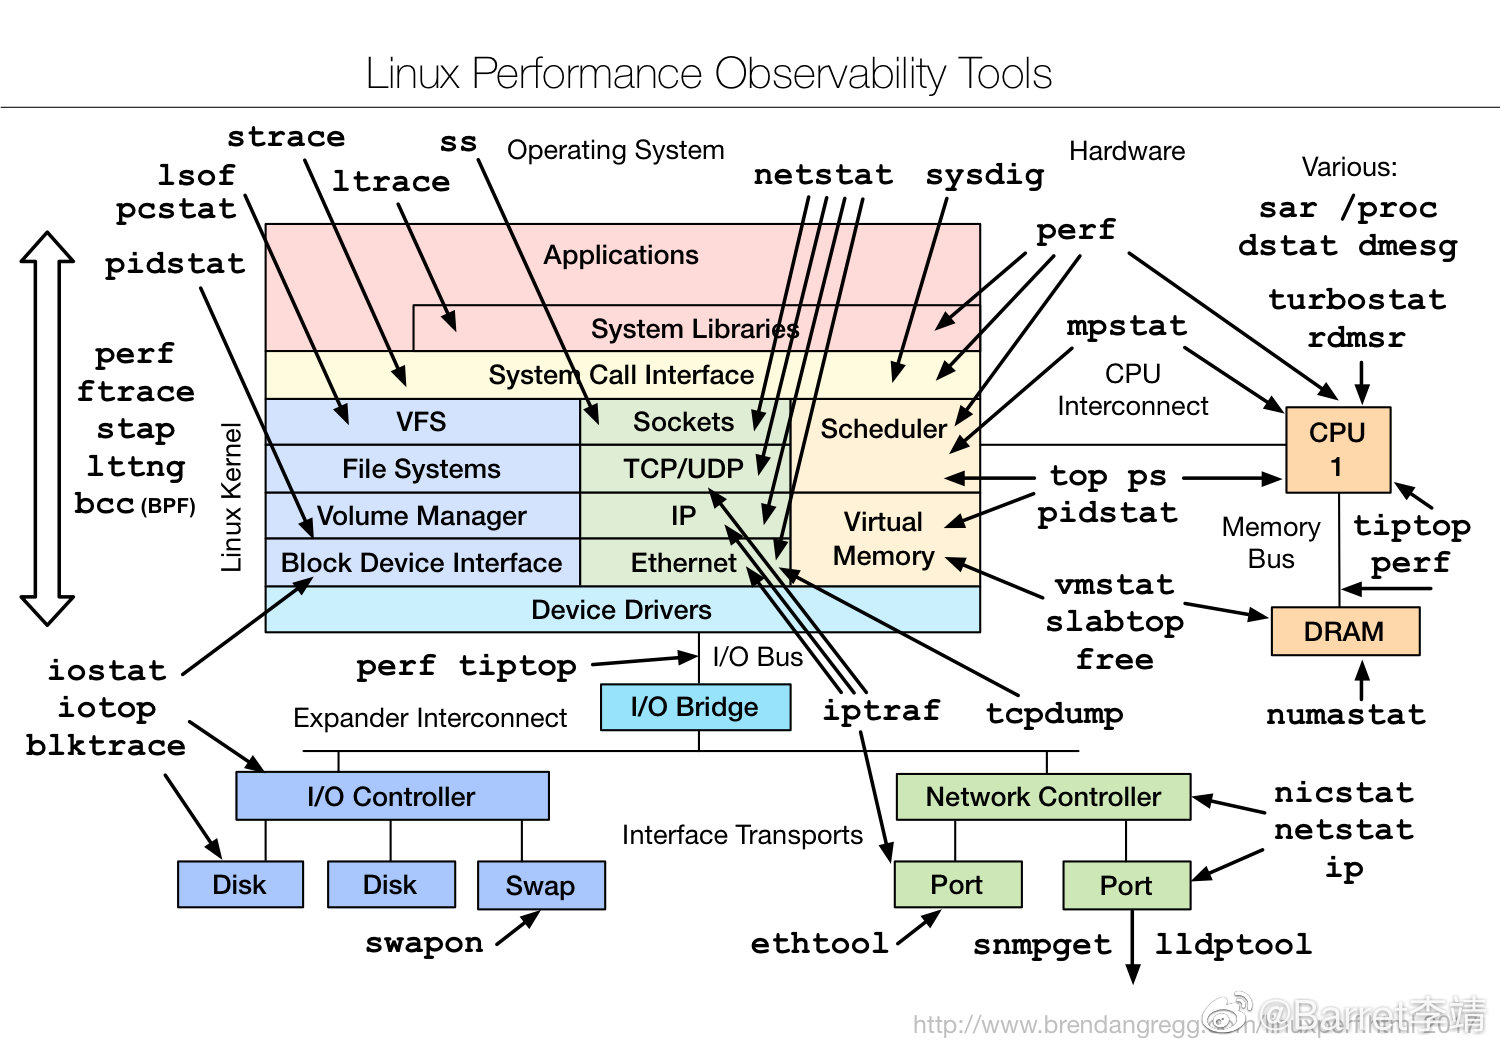 Linux Performance Observability Tools
strace
ss
Operating System
Hardware
Various:
lsof
ltrace
netstat
sysdig
pcstat
sar /proc
perf
dstat dmesg
pidstat
Applications
turbostat
mpstat
rdmsr
System Libraries
perf
ftrace
stap
lttng
bcc (BPF)
System Call Interface
CPU
Interconnect
Linux Kernel
VFS
Sockets
Scheduler
CPU
1
File Systems
TCP/UDP
top ps
pidstat
Volume Manager
IP
Virtual
Memory
Memory
Bus
tiptop
perf
Block Device Interface
Ethernet
vmstat
slabtop
free
Device Drivers
DRAM
iostat
iotop
blktrace
perf tiptop
I/O Bus
I/O Bridge
iptraf
tcpdump
numastat
Expander Interconnect
I/O Controller
Network Controller
nicstat
netstat
ip
Interface Transports
Disk
Disk
Swap
Port
Port
swapon
ethtool
snmpget
lldptool
@Barret李靖
http://www.brendangregg.com/linuxperf.html 2017